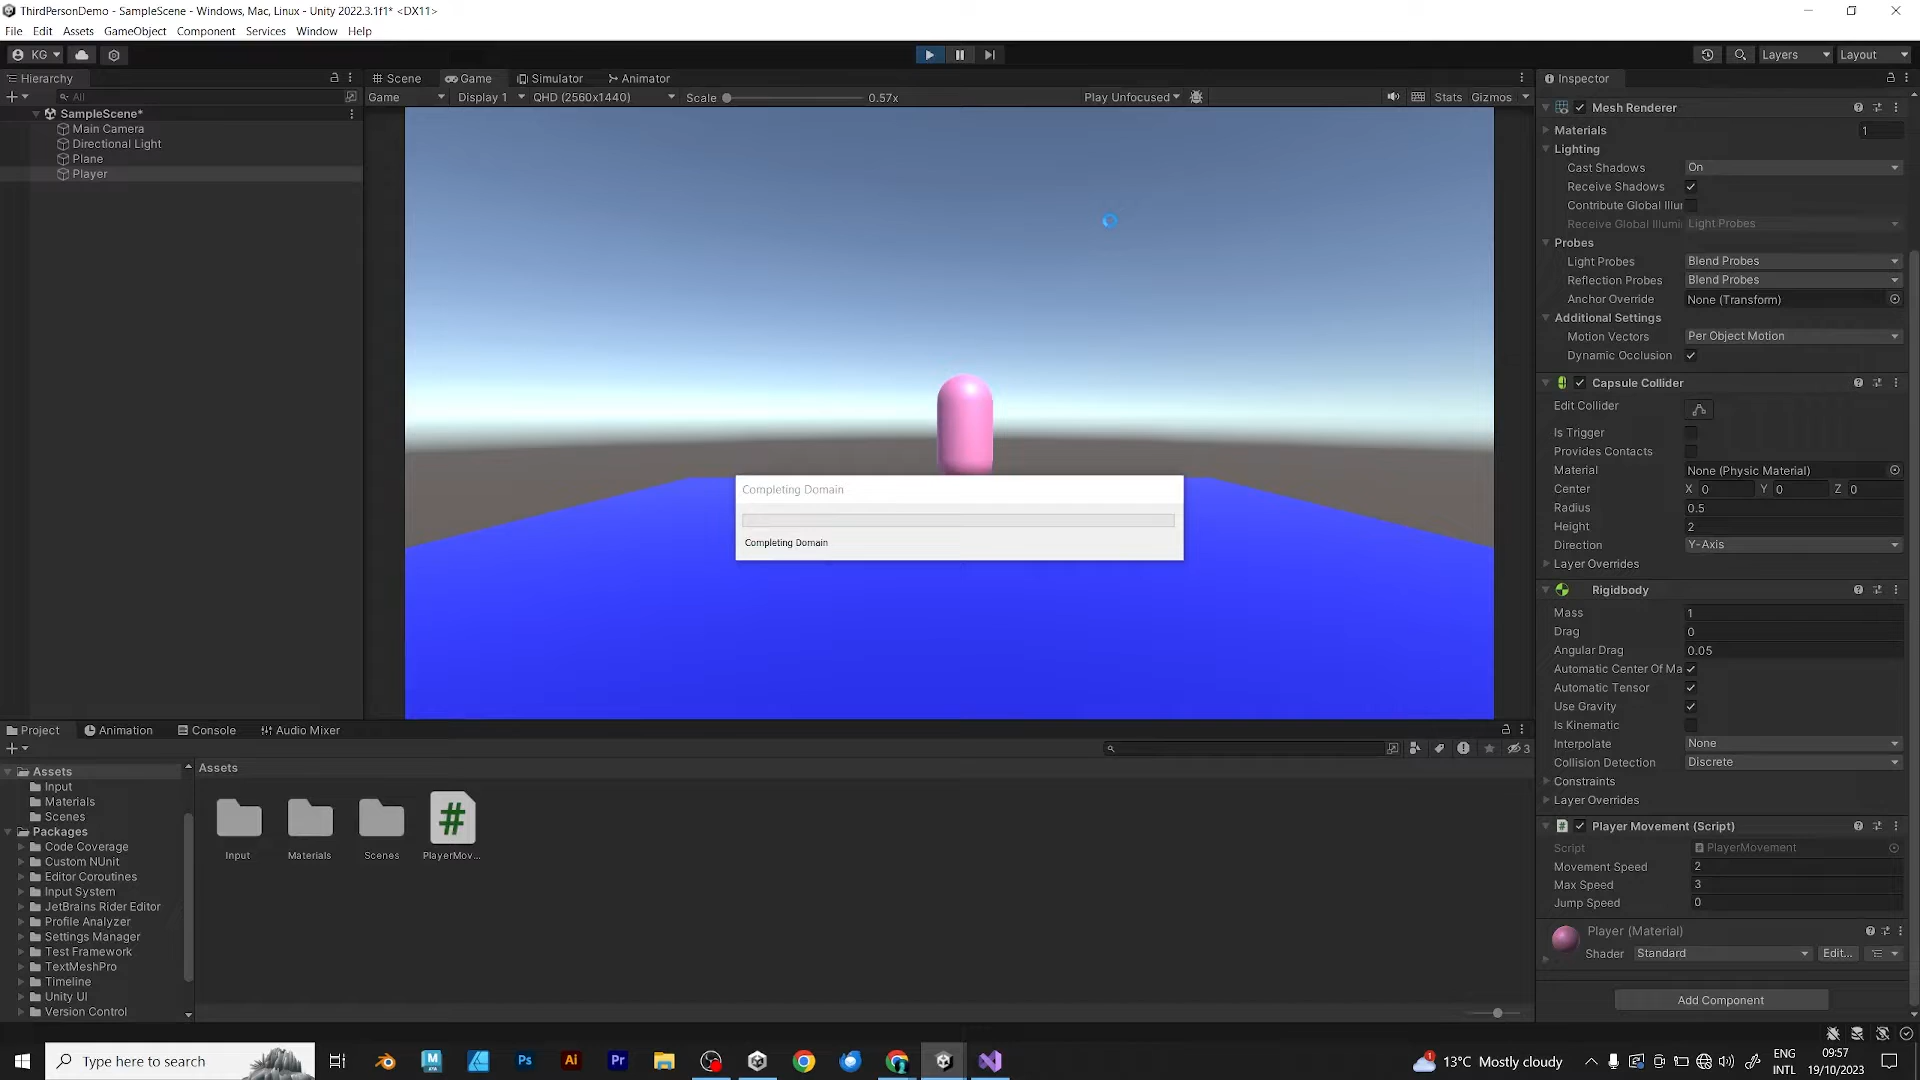 ThirdPersonDemo - SampleScene - Windows, Mac, Linux - Unity 2022.3.1f1* <DX11>
File Edit Assets GameObject Component Services Window Help
KG Layers Layout
Hierarchy
All
SampleScene*
Main Camera
Directional Light
Plane
Player
Scene Game Simulator Animator
Game Display 1 QHD (2560x1440) Scale 0.57x Play Unfocused Stats Gizmos
Completing Domain
Completing Domain
Inspector
Mesh Renderer
Materials 1
Lighting
Cast Shadows On
Receive Shadows
Contribute Global Illur
Receive Global Illumi Light Probes
Probes
Light Probes Blend Probes
Reflection Probes Blend Probes
Anchor Override None (Transform)
Additional Settings
Motion Vectors Per Object Motion
Dynamic Occlusion
Capsule Collider
Edit Collider
Is Trigger
Provides Contacts
Material None (Physic Material)
Center X 0 Y 0 Z 0
Radius 0.5
Height 2
Direction Y-Axis
Layer Overrides
Rigidbody
Mass 1
Drag 0
Angular Drag 0.05
Automatic Center Of Ma
Automatic Tensor
Use Gravity
Is Kinematic
Interpolate None
Collision Detection Discrete
Constraints
Layer Overrides
# Player Movement (Script)
Script PlayerMovement
Movement Speed 2
Max Speed 3
Jump Speed 0
Player (Material)
Shader Standard Edit...
Add Component
Project Animation Console Audio Mixer
3
Assets
Input
Materials
Scenes
Packages
Code Coverage
Custom NUnit
Editor Coroutines
Input System
JetBrains Rider Editor
Profile Analyzer
Settings Manager
Test Framework
TextMeshPro
Timeline
Unity UI
Version Control
Assets
#
Input Materials Scenes PlayerMov...
Type here to search
M Ps Ai Pr
1
13°C Mostly cloudy
ENG
INTL
09:57
19/10/2023